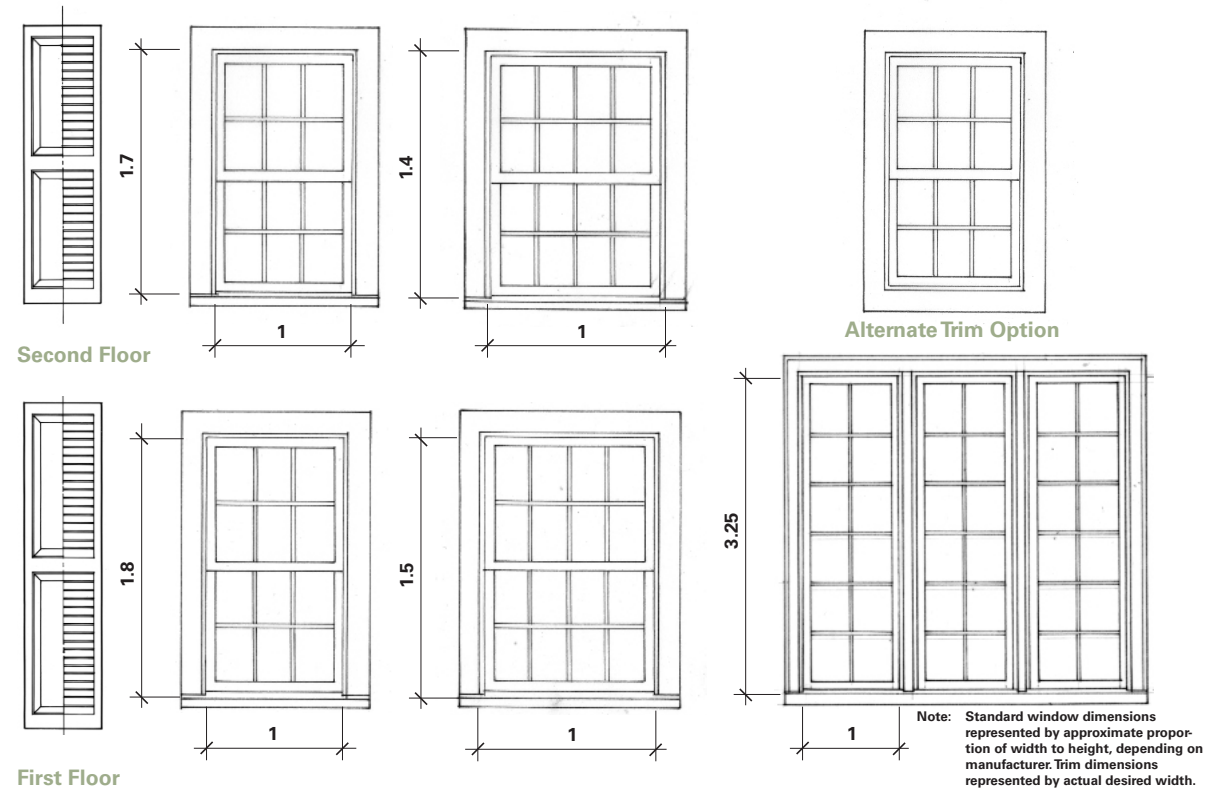 1.7
1.4
1
1
Alternate Trim Option
Second Floor
1.8
1.5
3.25
1
1
1
Note: Standard window dimensions
represented by approximate propor-
tion of width to height, depending on
manufacturer. Trim dimensions
represented by actual desired width.
First Floor